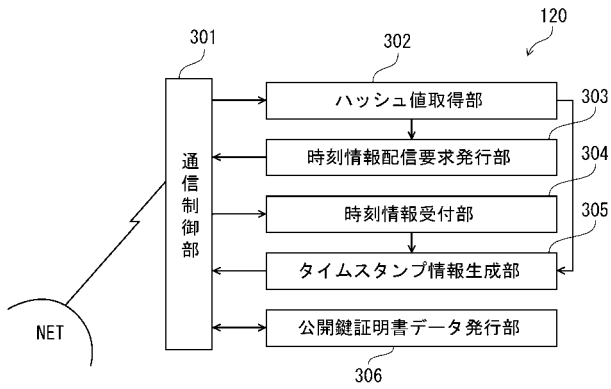 120
301
302
ハッシュ値取得部
303
時刻情報配信要求発行部
304
通信制御部
時刻情報受付部
305
タイムスタンプ情報生成部
NET
公開鍵証明書データ発行部
306